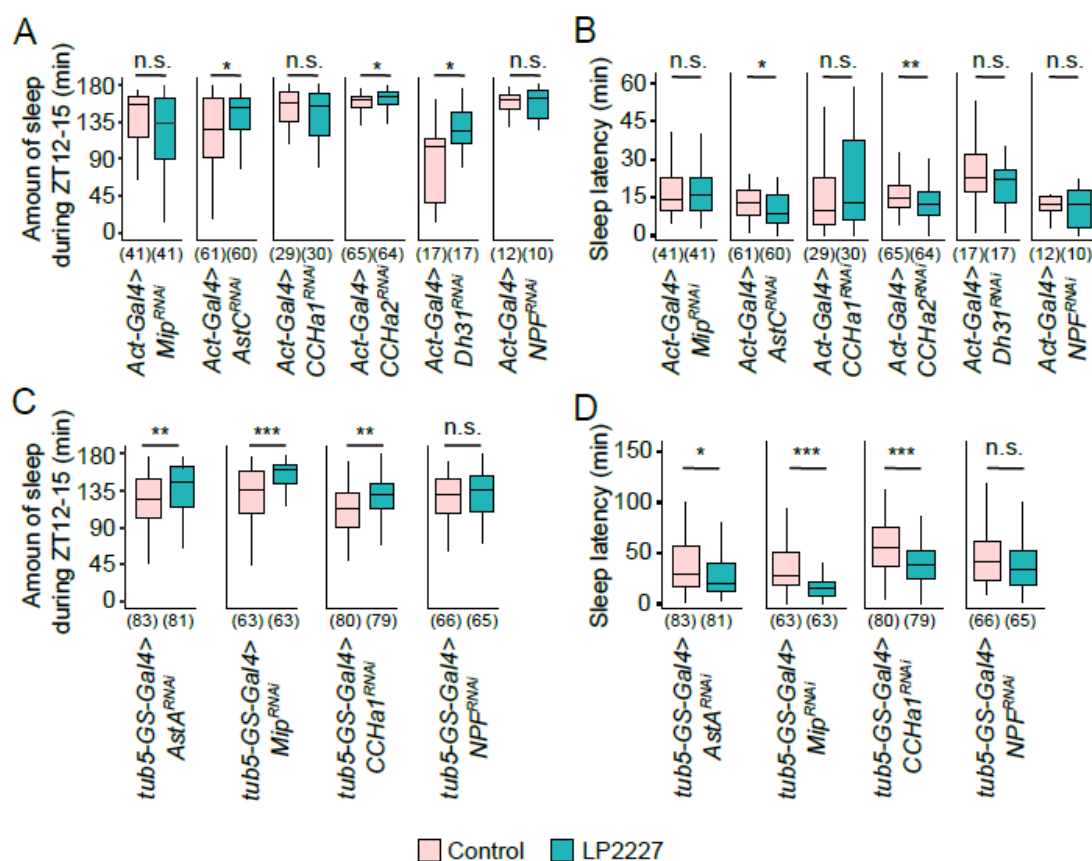 A
Amoun of sleep
during ZT12-15 (min)
180
135
90
45
0
n.s.
*
n.s.
*
*
n.s.
(41)(41)
(61)(60)
(29)(30)
(65)(64)
(17)(17)
(12)(10)
Act-Gal4>
Mip^RNAi
Act-Gal4>
AstC^RNAi
Act-Gal4>
CCHa1^RNAi
Act-Gal4>
CCHa2^RNAi
Act-Gal4>
Dh31^RNAi
Act-Gal4>
NPF^RNAi
B
Sleep latency (min)
60
45
30
15
0
n.s.
*
n.s.
**
n.s.
n.s.
(41)(41)
(61)(60)
(29)(30)
(65)(64)
(17)(17)
(12)(10)
Act-Gal4>
Mip^RNAi
Act-Gal4>
AstC^RNAi
Act-Gal4>
CCHa1^RNAi
Act-Gal4>
CCHa2^RNAi
Act-Gal4>
Dh31^RNAi
Act-Gal4>
NPF^RNAi
C
Amoun of sleep
during ZT12-15 (min)
180
135
90
45
0
**
***
**
n.s.
(83) (81)
(63) (63)
(80) (79)
(66) (65)
tub5-GS-Gal4>
AstA^RNAi
tub5-GS-Gal4>
Mip^RNAi
tub5-GS-Gal4>
CCHa1^RNAi
tub5-GS-Gal4>
NPF^RNAi
D
Sleep latency (min)
150
100
50
0
*
***
***
n.s.
(83) (81)
(63) (63)
(80) (79)
(66) (65)
tub5-GS-Gal4>
AstA^RNAi
tub5-GS-Gal4>
Mip^RNAi
tub5-GS-Gal4>
CCHa1^RNAi
tub5-GS-Gal4>
NPF^RNAi
Control
LP2227